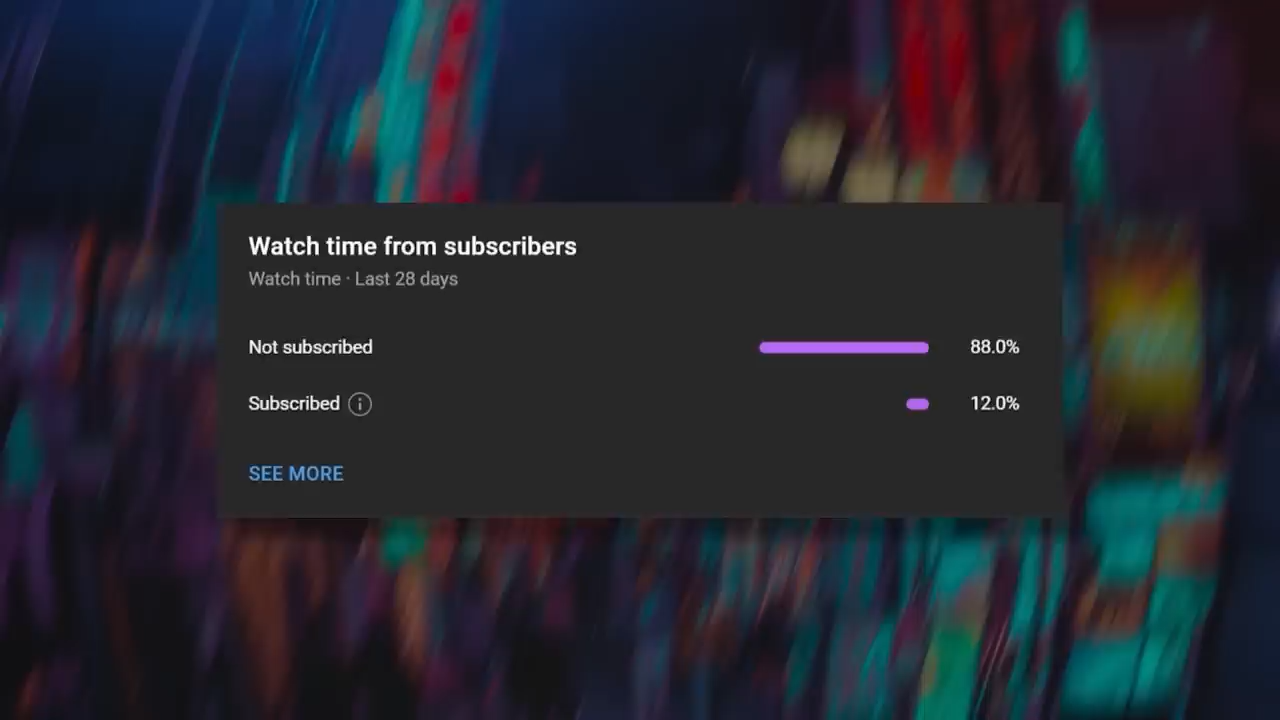 Watch time from subscribers
Watch time · Last 28 days
Not subscribed 88.0%
Subscribed 12.0%
SEE MORE